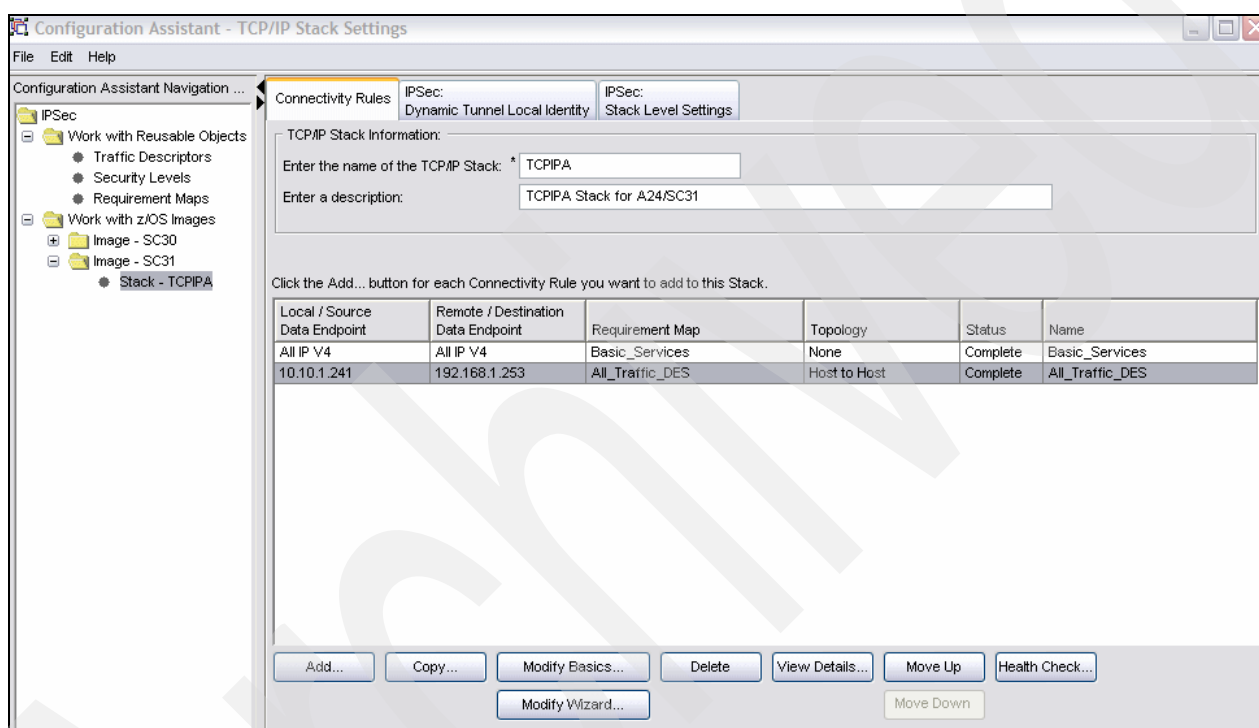 Configuration Assistant - TCP/IP Stack Settings
File Edit Help
Configuration Assistant Navigation ...
IPSec
Work with Reusable Objects
Traffic Descriptors
Security Levels
Requirement Maps
Work with z/OS Images
Image - SC30
Image - SC31
Stack - TCPIPA
Connectivity Rules
IPSec:
Dynamic Tunnel Local Identity
IPSec:
Stack Level Settings
TCP/IP Stack Information:
Enter the name of the TCP/IP Stack: * TCPIPA
Enter a description: TCPIPA Stack for A24/SC31
Click the Add... button for each Connectivity Rule you want to add to this Stack.
Local / Source
Data Endpoint
Remote / Destination
Data Endpoint
Requirement Map
Topology
Status
Name
All IP V4 All IP V4 Basic_Services None Complete Basic_Services
10.10.1.241 192.168.1.253 All_Traffic_DES Host to Host Complete All_Traffic_DES
Add... Copy... Modify Basics... Delete View Details... Move Up Health Check...
Modify Wizard... Move Down